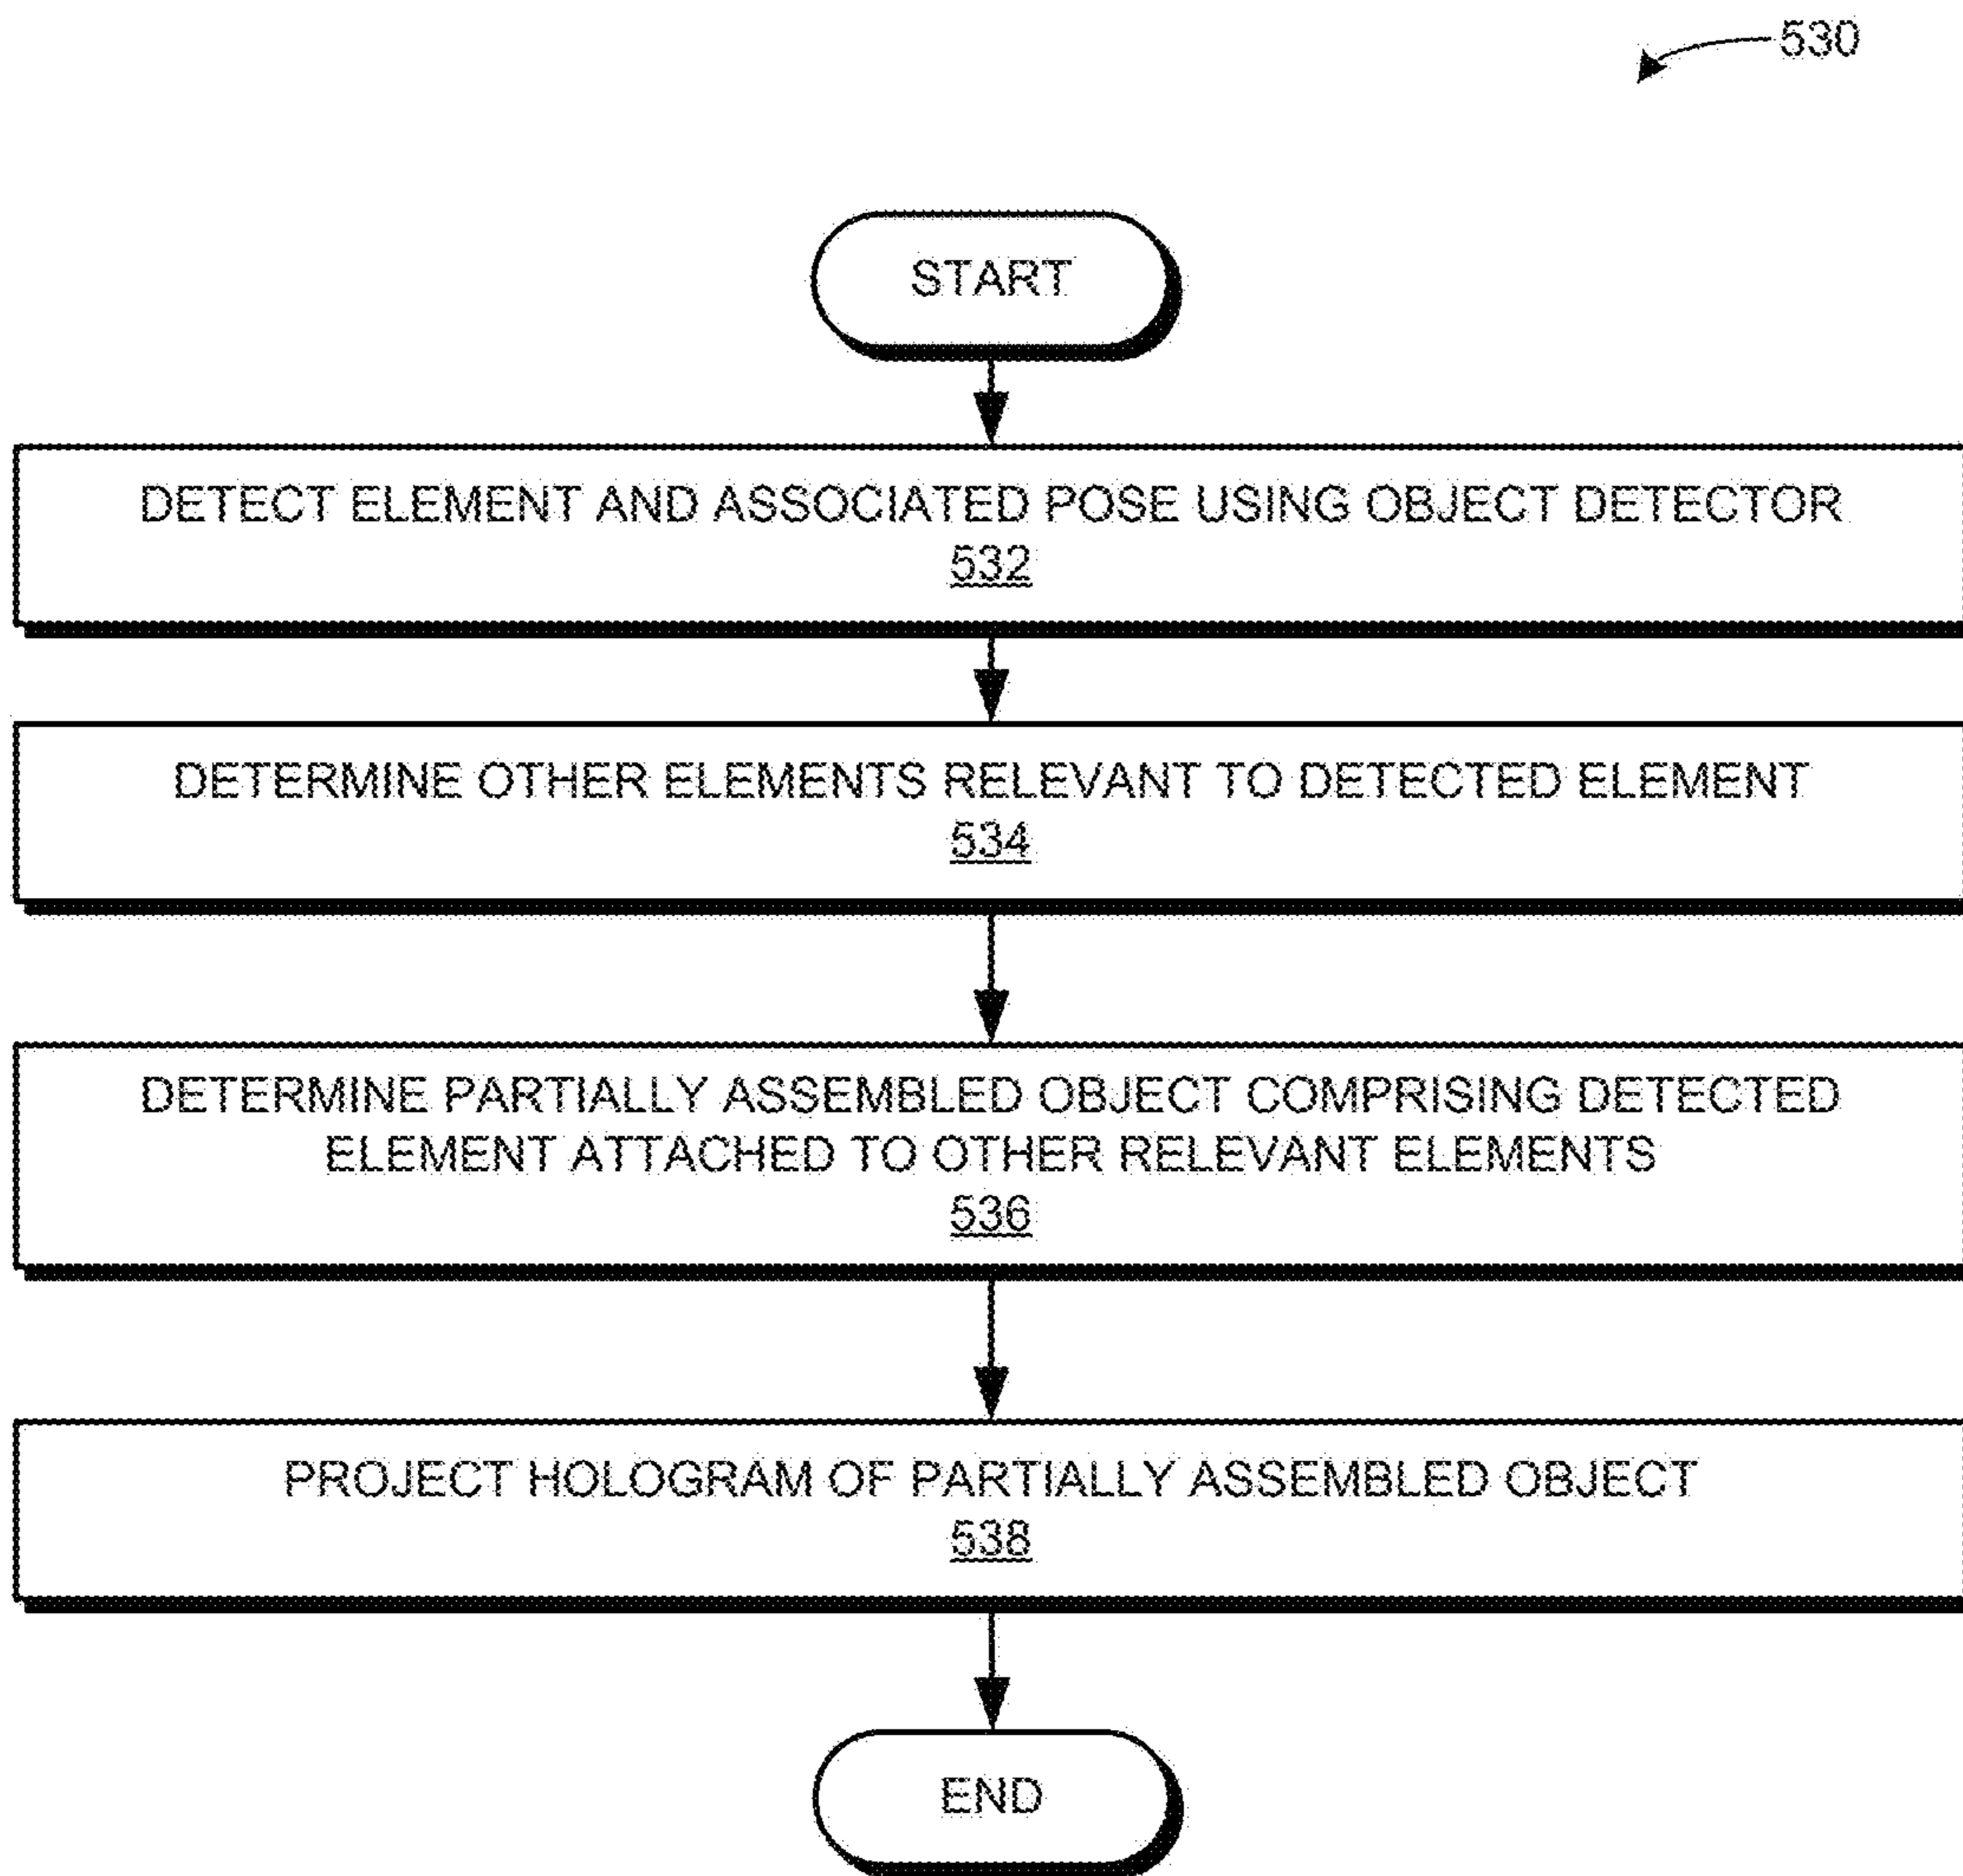 530
START
DETECT ELEMENT AND ASSOCIATED POSE USING OBJECT DETECTOR
532
DETERMINE OTHER ELEMENTS RELEVANT TO DETECTED ELEMENT
534
DETERMINE PARTIALLY ASSEMBLED OBJECT COMPRISING DETECTED
ELEMENT ATTACHED TO OTHER RELEVANT ELEMENTS
536
PROJECT HOLOGRAM OF PARTIALLY ASSEMBLED OBJECT
538
END